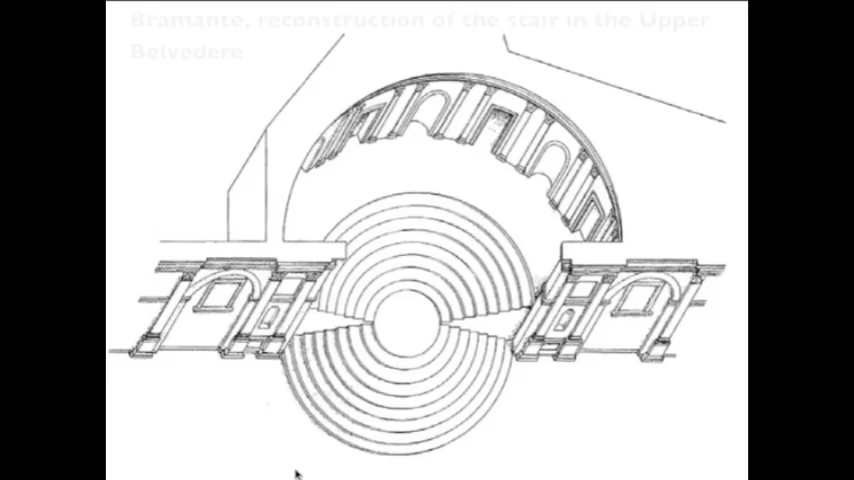 Bramante, reconstruction of the stair in the Upper
Belvedere